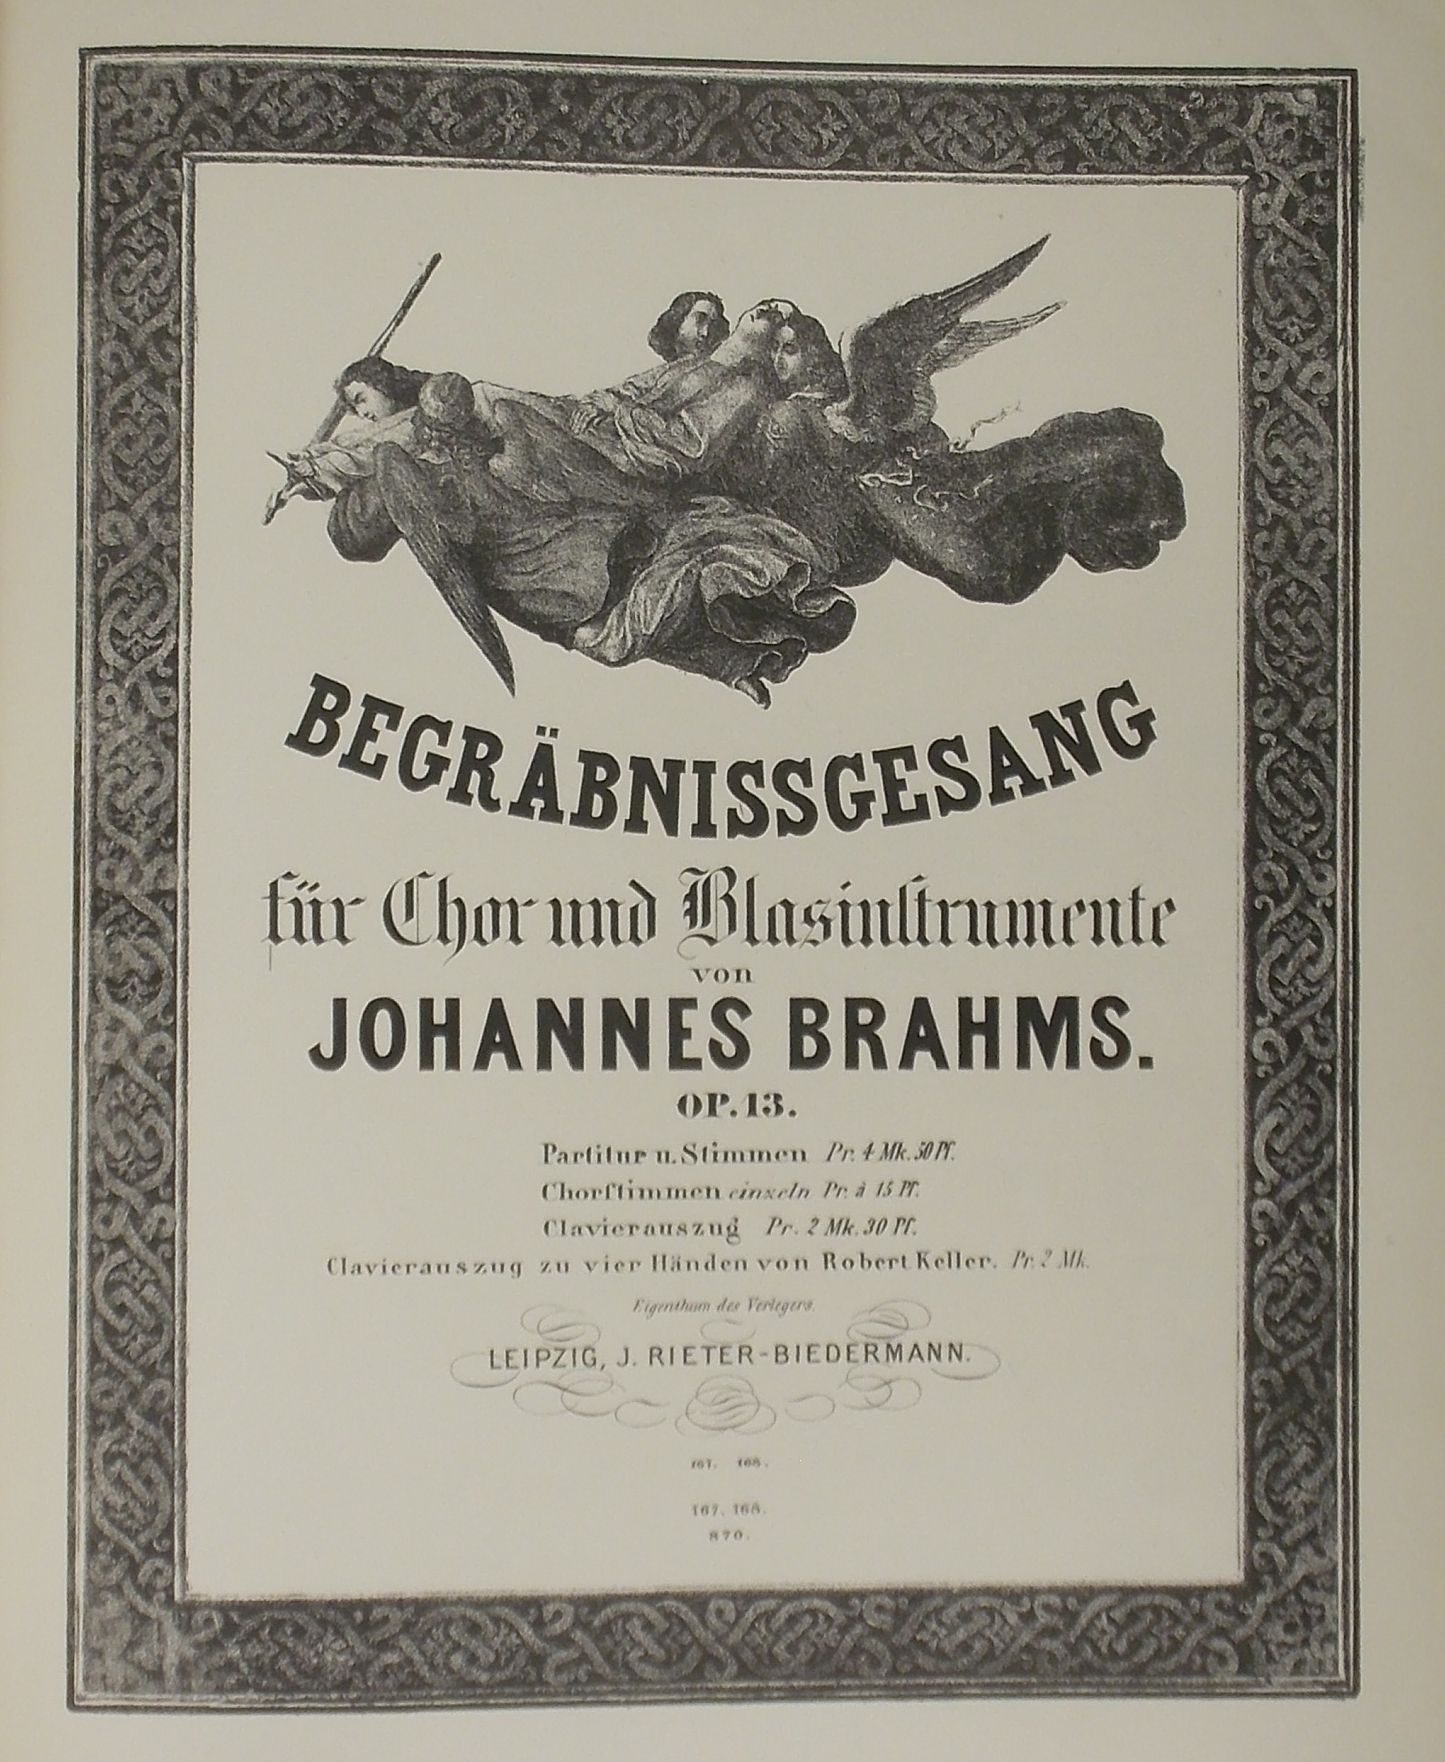 BEGRÄBNISSGESANG
für Chor und Blasinſtrumente
von
JOHANNES BRAHMS.
OP. 13.
Partitur u. Stimmen Pr. 4 Mk. 50 Pf.
Chorſtimmen einzeln Pr. à 15 Pf.
Clavierauszug Pr. 2 Mk. 30 Pf.
Clavierauszug zu vier Händen von Robert Keller. Pr. 2 Mk.
Eigenthum des Verlegers.
LEIPZIG, J. RIETER-BIEDERMANN.
167. 168.
167. 168.
870.